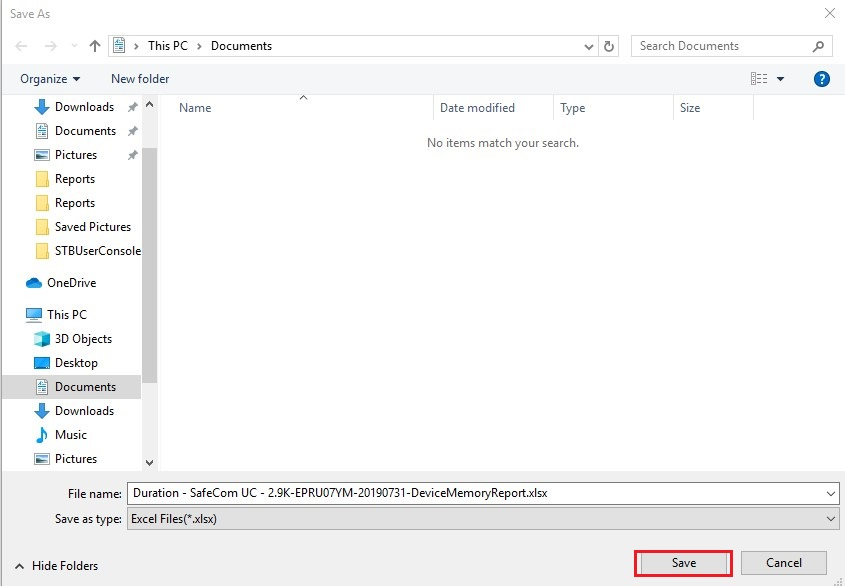 Save As
This PC > Documents
Search Documents
Organize
New folder
?
Name
Date modified
Type
Size
No items match your search.
Downloads
Documents
Pictures
Reports
Reports
Saved Pictures
STBUserConsole
OneDrive
This PC
3D Objects
Desktop
Documents
Downloads
Music
Pictures
File name: Duration - SafeCom UC - 2.9K-EPRU07YM-20190731-DeviceMemoryReport.xlsx
Save as type: Excel Files(*.xlsx)
Hide Folders
Save
Cancel